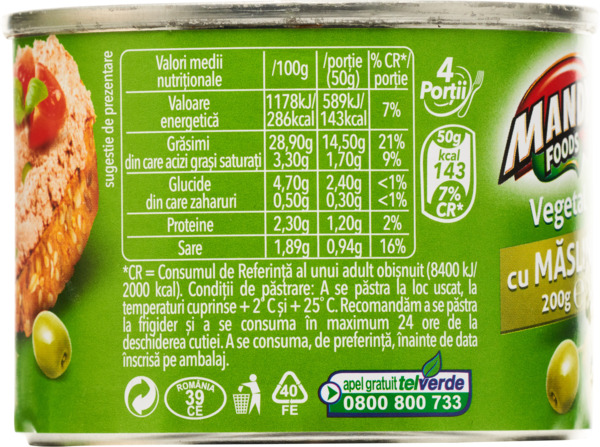 sugestie de prezentare
Valori medii nutriționale /100g /porție (50g) % CR*/ porție
Valoare energetică 1178kJ/ 286kcal 589kJ/ 143kcal 7%
Grăsimi 28,90g 14,50g 21%
din care acizi grași saturați 3,30g 1,70g 9%
Glucide 4,70g 2,40g <1%
din care zaharuri 0,50g 0,30g <1%
Proteine 2,30g 1,20g 2%
Sare 1,89g 0,94g 16%
*CR = Consumul de Referință al unui adult obișnuit (8400 kJ/
2000 kcal). Condiții de păstrare: A se păstra la loc uscat, la
temperaturi cuprinse + 2°C și + 25°C. Recomandăm a se păstra
la frigider și a se consuma în maximum 24 ore de la
deschiderea cutiei. A se consuma, de preferință, înainte de data
înscrisă pe ambalaj.
4
Porții
50g
kcal
143
7%
CR*
MAND
FOODS
Vegeta
cu MĂSL
200g
ROMÂNIA
39
CE
40
FE
apel gratuit telverde
0800 800 733